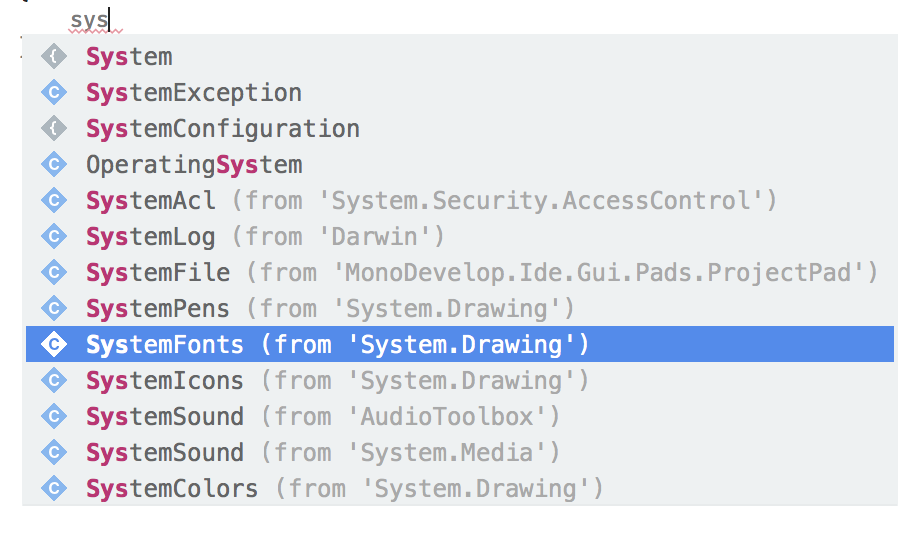 sys
System
SystemException
SystemConfiguration
OperatingSystem
SystemAcl (from 'System.Security.AccessControl')
SystemLog (from 'Darwin')
SystemFile (from 'MonoDevelop.Ide.Gui.Pads.ProjectPad')
SystemPens (from 'System.Drawing')
SystemFonts (from 'System.Drawing')
SystemIcons (from 'System.Drawing')
SystemSound (from 'AudioToolbox')
SystemSound (from 'System.Media')
SystemColors (from 'System.Drawing')